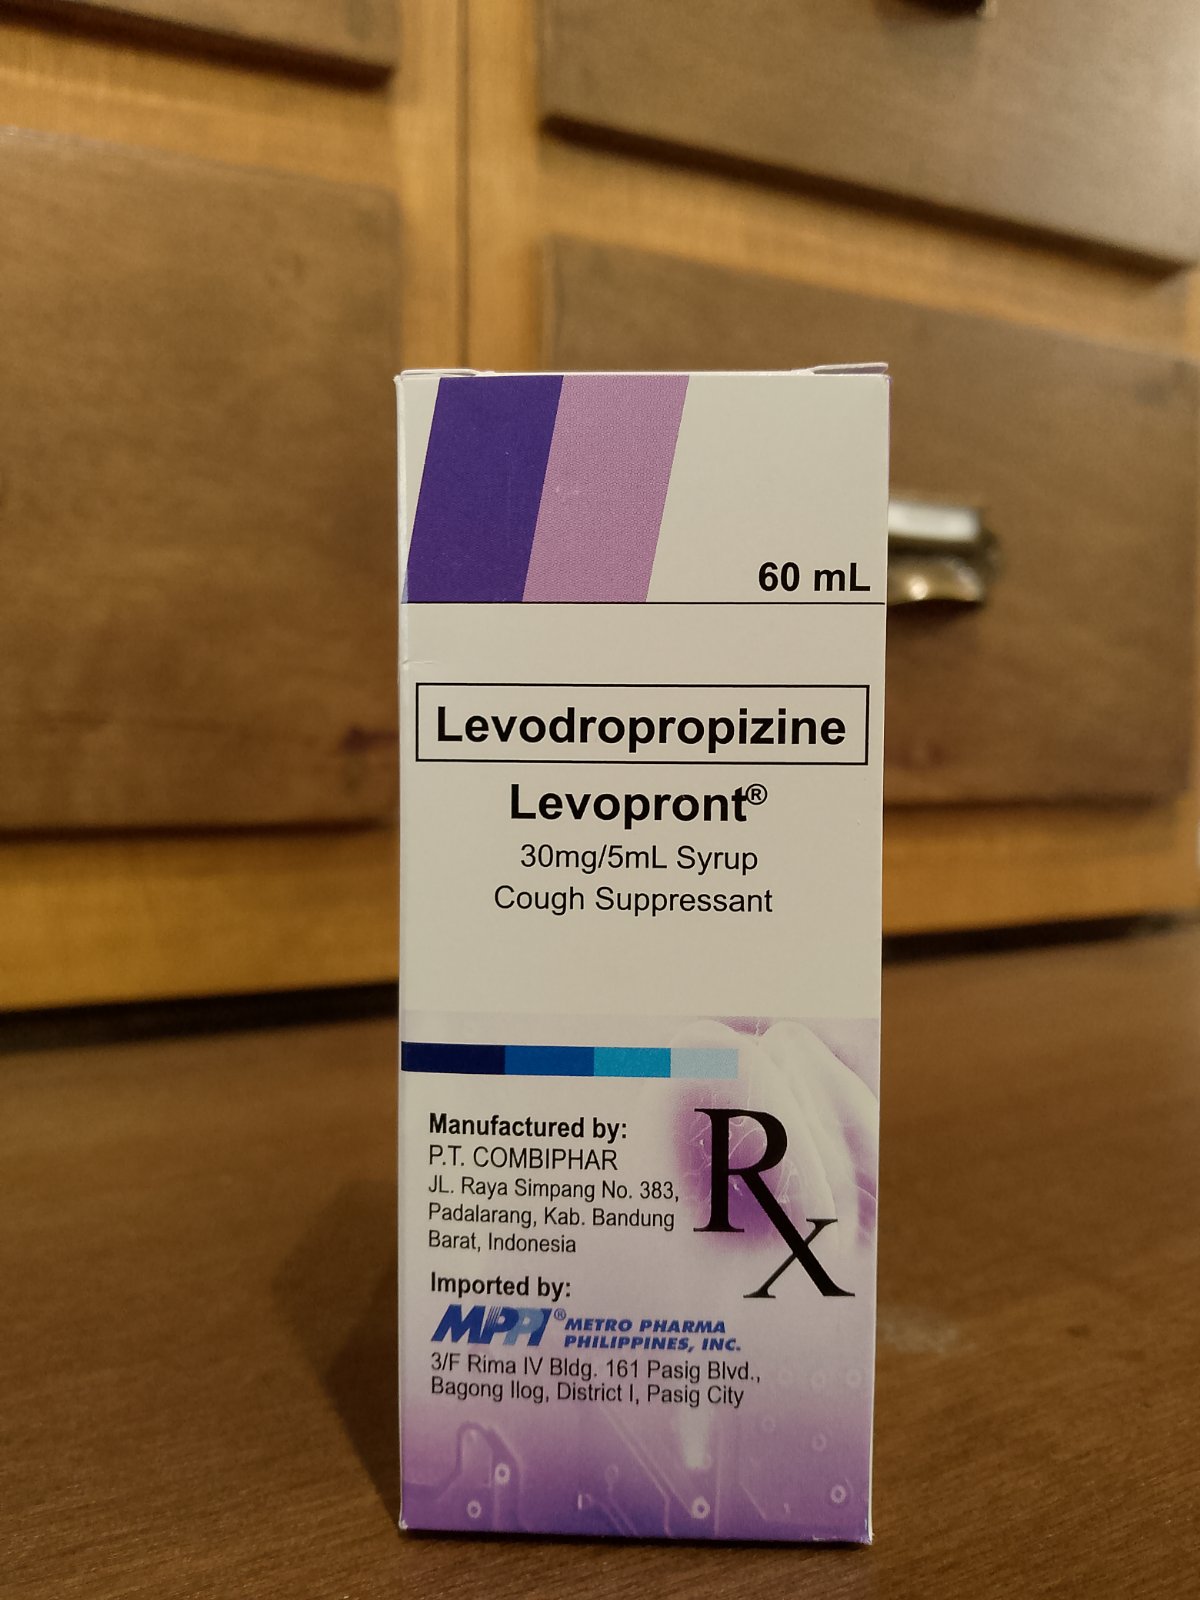 60 mL
Levodropropizine
Levopront®
30mg/5mL Syrup
Cough Suppressant
Manufactured by:
P.T. COMBIPHAR
JL. Raya Simpang No. 383,
Padalarang, Kab. Bandung
Barat, Indonesia
Rx
Imported by:
MPPI® METRO PHARMA
PHILIPPINES, INC.
3/F Rima IV Bldg. 161 Pasig Blvd.,
Bagong Ilog, District I, Pasig City